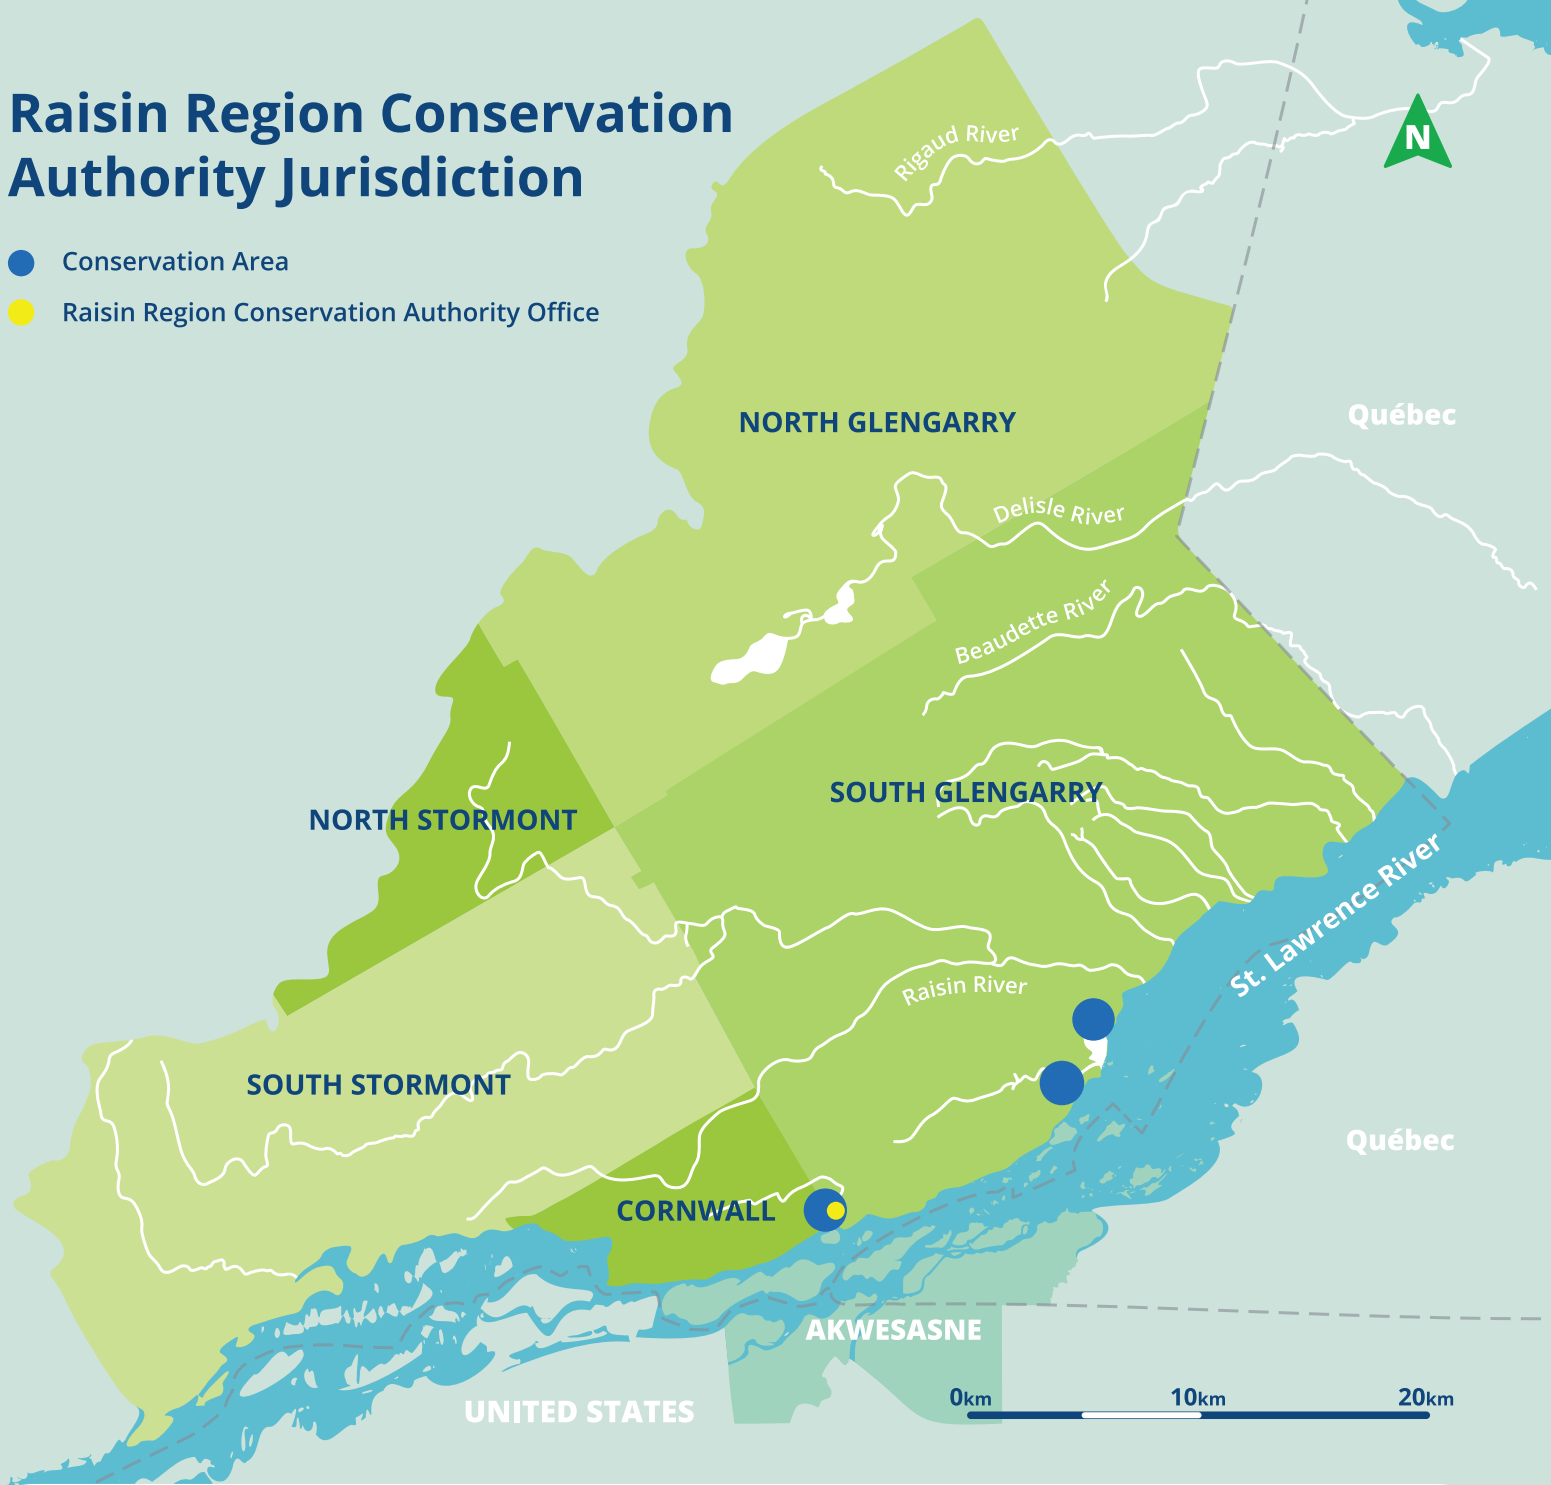 Raisin Region Conservation
Authority Jurisdiction
Conservation Area
Raisin Region Conservation Authority Office
N
Rigaud River
NORTH GLENGARRY
Québec
Delisle River
Beaudette River
SOUTH GLENGARRY
NORTH STORMONT
St. Lawrence River
Raisin River
SOUTH STORMONT
Québec
CORNWALL
AKWESASNE
UNITED STATES
0km 10km 20km